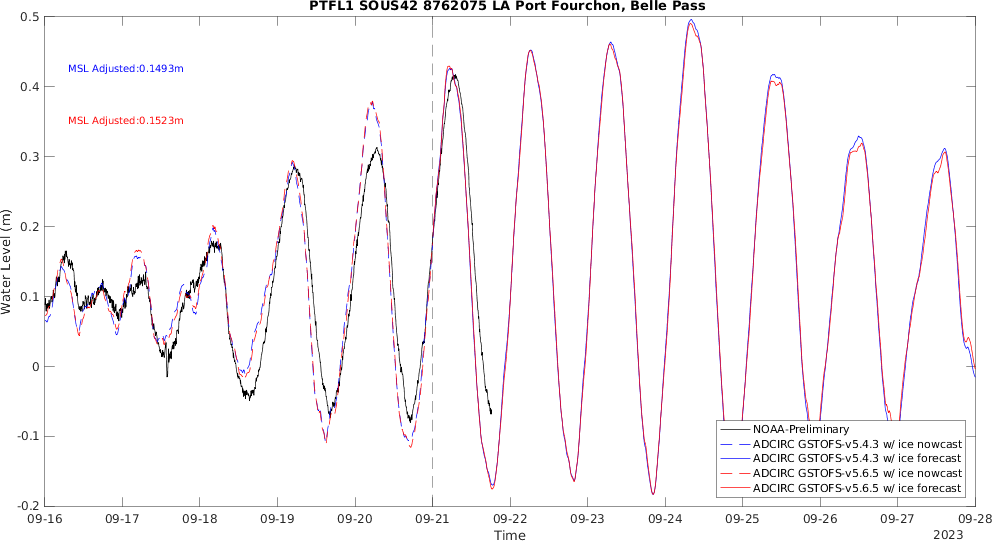 PTFL1 SOUS42 8762075 LA Port Fourchon, Belle Pass
MSL Adjusted:0.1493m
MSL Adjusted:0.1523m
Water Level (m)
0.5
0.4
0.3
0.2
0.1
0
-0.1
-0.2
NOAA-Preliminary
ADCIRC GSTOFS-v5.4.3 w/ ice nowcast
ADCIRC GSTOFS-v5.4.3 w/ ice forecast
ADCIRC GSTOFS-v5.6.5 w/ ice nowcast
ADCIRC GSTOFS-v5.6.5 w/ ice forecast
09-16 09-17 09-18 09-19 09-20 09-21 09-22 09-23 09-24 09-25 09-26 09-27 09-28
Time
2023